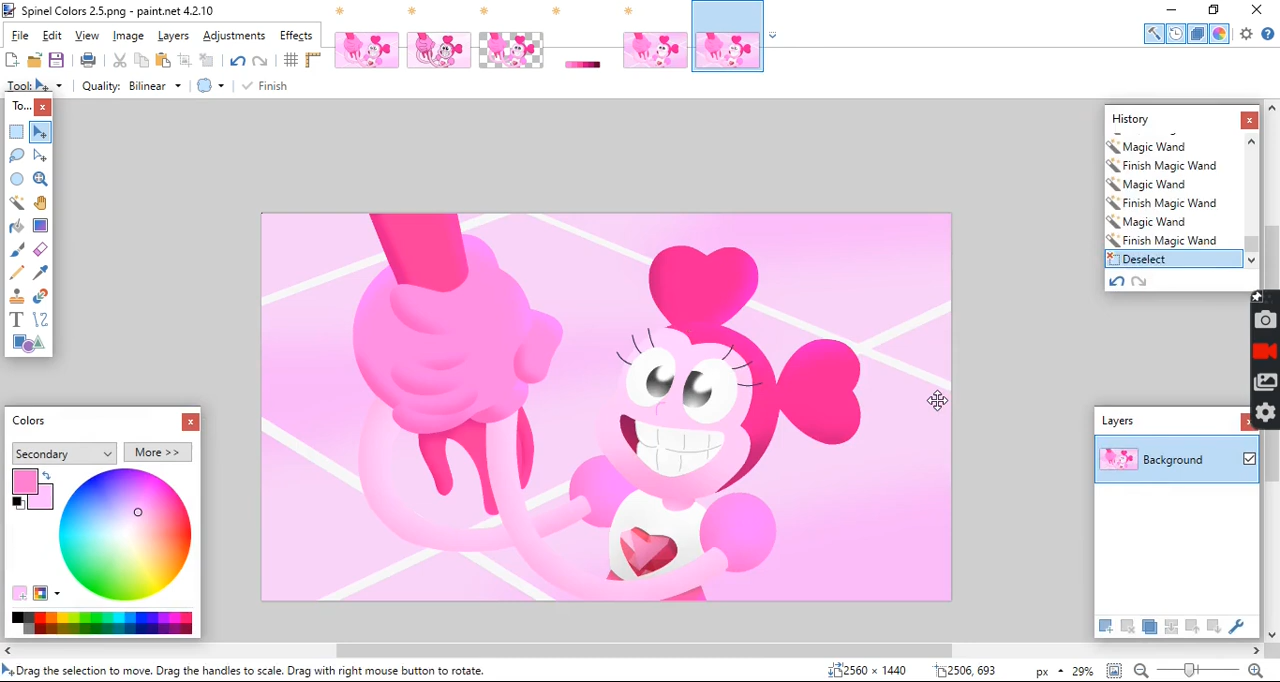 Spinel Colors 2.5.png - paint.net 4.2.10
File Edit View Image Layers Adjustments Effects
Tool: Quality: Bilinear Finish
To...
History
Magic Wand
Finish Magic Wand
Magic Wand
Finish Magic Wand
Magic Wand
Finish Magic Wand
Deselect
Colors
Secondary More >>
Layers
Background
Drag the selection to move. Drag the handles to scale. Drag with right mouse button to rotate. 2560 × 1440 2506, 693 px 29%